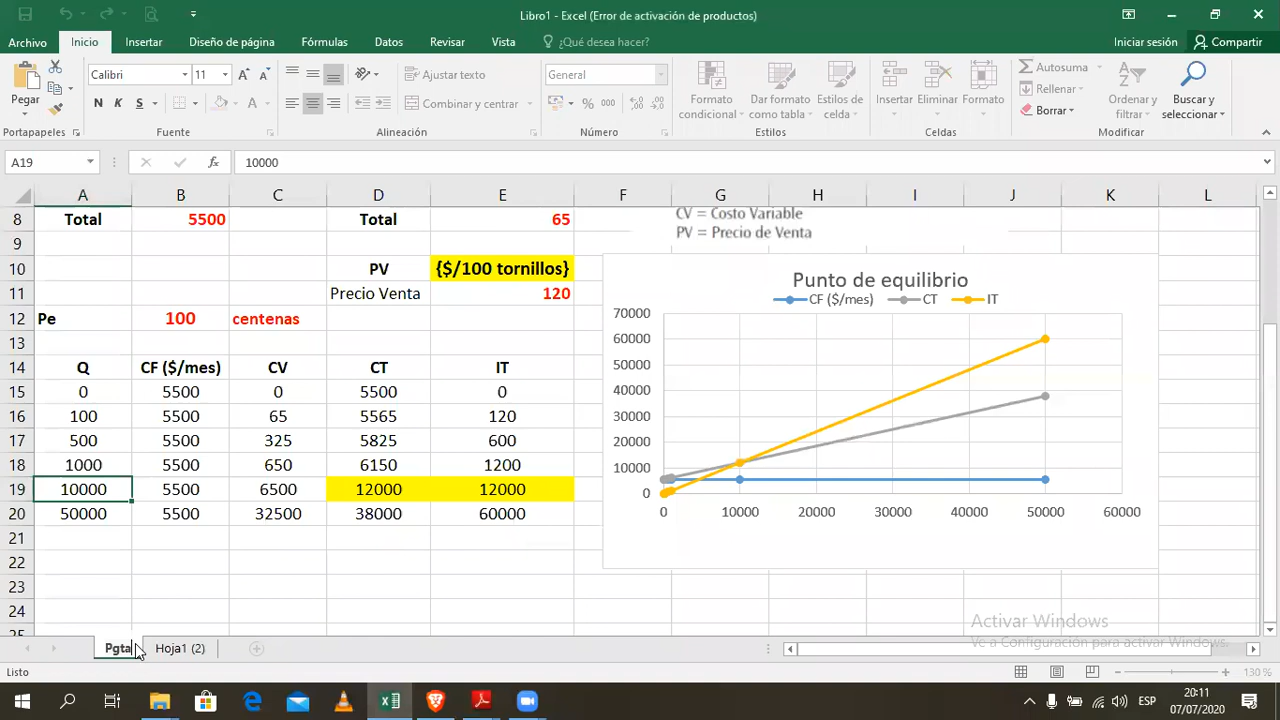 Libro1 - Excel (Error de activación de productos)
Archivo Inicio Insertar Diseño de página Fórmulas Datos Revisar Vista ¿Qué desea hacer? Iniciar sesión Compartir
Pegar
Calibri 11
N K S
Ajustar texto
Combinar y centrar
General
% 000
Formato condicional
Dar formato como tabla
Estilos de celda
Insertar Eliminar Formato
Autosuma
Rellenar
Borrar
Ordenar y filtrar
Buscar y seleccionar
Portapapeles Fuente Alineación Número Estilos Celdas Modificar
A19 fx 10000
A B C D E F G H I J K L
8 Total 5500 Total 65
9
10 PV {$/100 tornillos}
11 Precio Venta 120
12 Pe 100 centenas
13
14 Q CF ($/mes) CV CT IT
15 0 5500 0 5500 0
16 100 5500 65 5565 120
17 500 5500 325 5825 600
18 1000 5500 650 6150 1200
19 10000 5500 6500 12000 12000
20 50000 5500 32500 38000 60000
21
22
23
24
25
CV = Costo Variable
PV = Precio de Venta
Punto de equilibrio
CF ($/mes) CT IT
70000
60000
50000
40000
30000
20000
10000
0
0 10000 20000 30000 40000 50000 60000
Activar Windows
Ve a Configuración para activar Windows.
Pgta Hoja1 (2)
Listo 130 %
ESP 20:11
07/07/2020